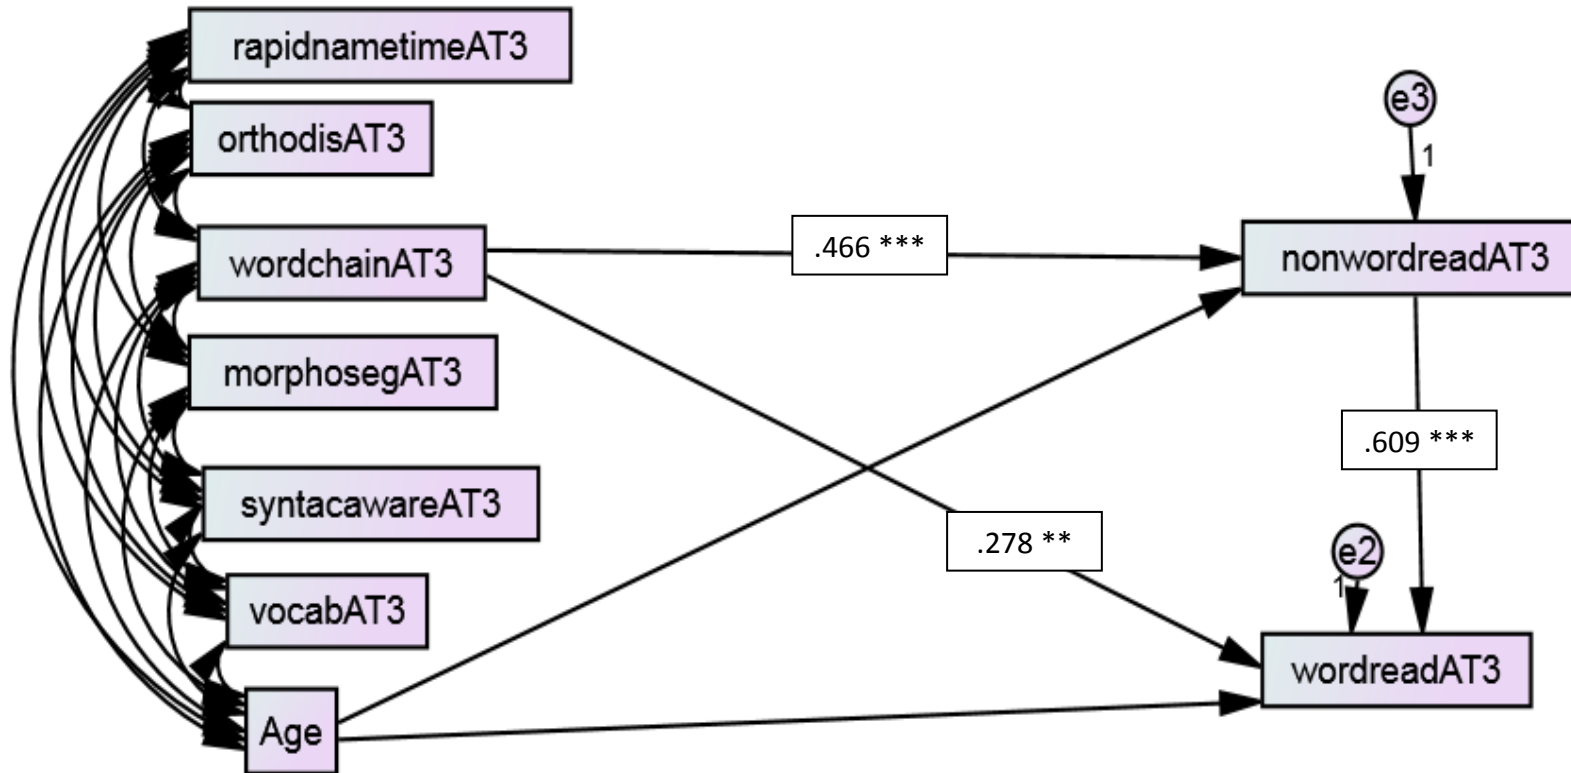 rapidnametimeAT3
orthodisAT3
wordchainAT3
morphosegAT3
syntacawareAT3
vocabAT3
Age
.466 ***
.278 **
e3
1
nonwordreadAT3
.609 ***
e2
1
wordreadAT3